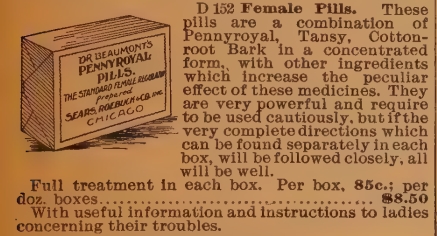 DR BEAUMONT'S
PENNYROYAL
PILLS.
THE STANDARD FEMALE REGULATOR
prepared
SEARS, ROEBUCK & CO. INC.
CHICAGO
D 152 Female Pills. These
pills are a combination of
Pennyroyal, Tansy, Cotton-
root Bark in a concentrated
form, with other ingredients
which increase the peculiar
effect of these medicines. They
are very powerful and require
to be used cautiously, but if the
very complete directions which
can be found separately in each
box, will be followed closely, all
will be well.
Full treatment in each box. Per box, 85c.; per
doz. boxes........................................ $8.50
With useful information and instructions to ladies
concerning their troubles.